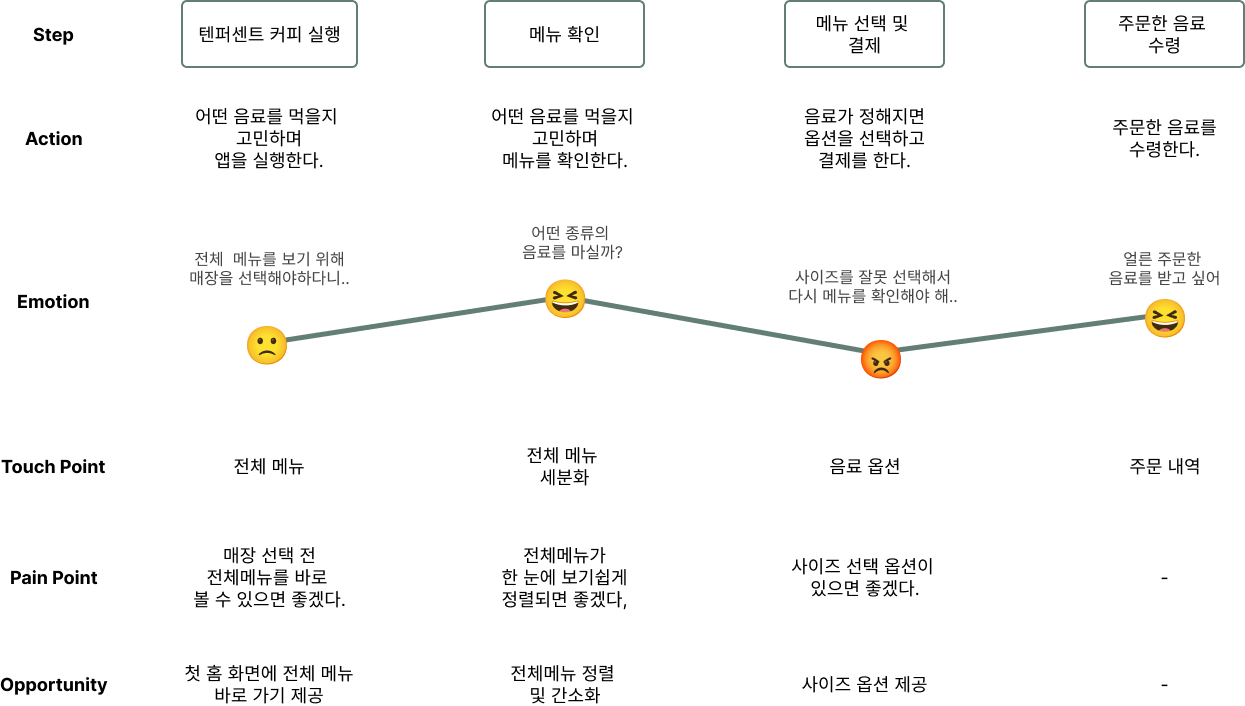 Step
텐퍼센트 커피 실행
메뉴 확인
메뉴 선택 및
결제
주문한 음료
수령
Action
어떤 음료를 먹을지
고민하며
앱을 실행한다.
어떤 음료를 먹을지
고민하며
메뉴를 확인한다.
음료가 정해지면
옵션을 선택하고
결제를 한다.
주문한 음료를
수령한다.
Emotion
전체  메뉴를 보기 위해
매장을 선택해야하다니..
어떤 종류의
음료를 마실까?
사이즈를 잘못 선택해서
다시 메뉴를 확인해야 해..
얼른 주문한
음료를 받고 싶어
Touch Point
전체 메뉴
전체 메뉴
세분화
음료 옵션
주문 내역
Pain Point
매장 선택 전
전체메뉴를 바로
볼 수 있으면 좋겠다.
전체메뉴가
한 눈에 보기쉽게
정렬되면 좋겠다,
사이즈 선택 옵션이
있으면 좋겠다.
-
Opportunity
첫 홈 화면에 전체 메뉴
바로 가기 제공
전체메뉴 정렬
및 간소화
사이즈 옵션 제공
-